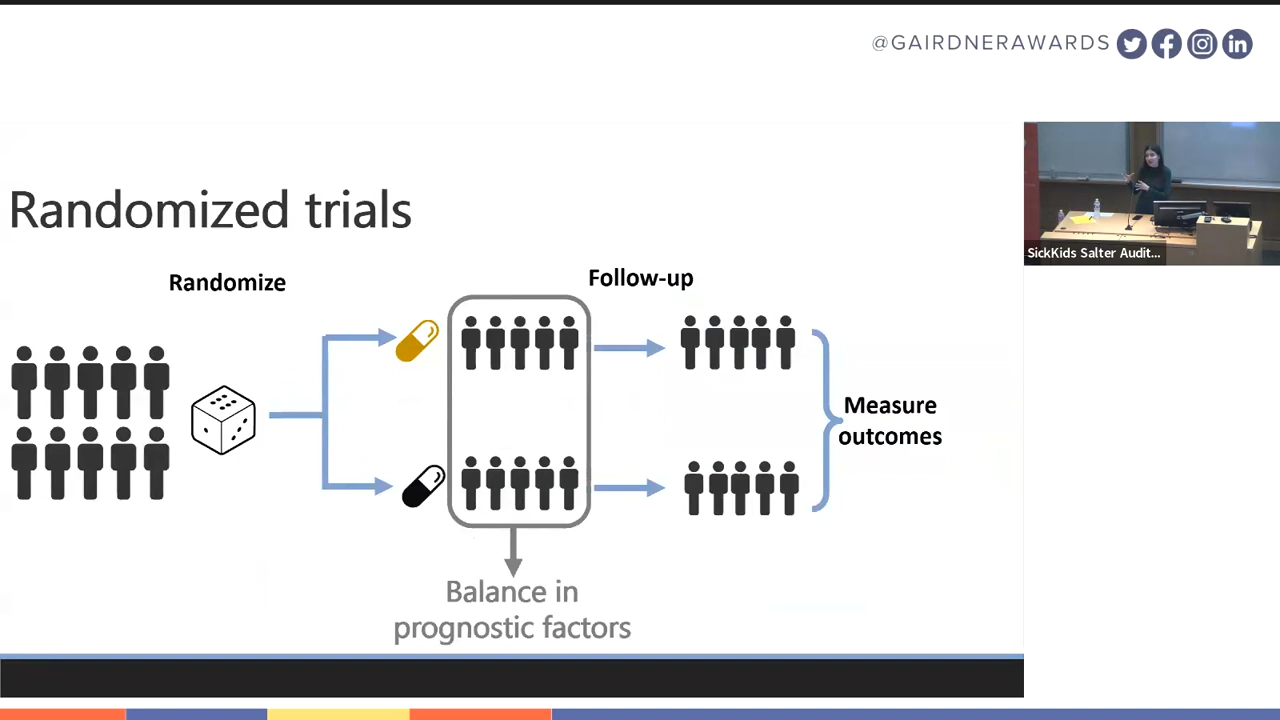 @GAIRDNERAWARDS
Randomized trials
Randomize
Follow-up
Measure
outcomes
Balance in
prognostic factors
SickKids Salter Audit...